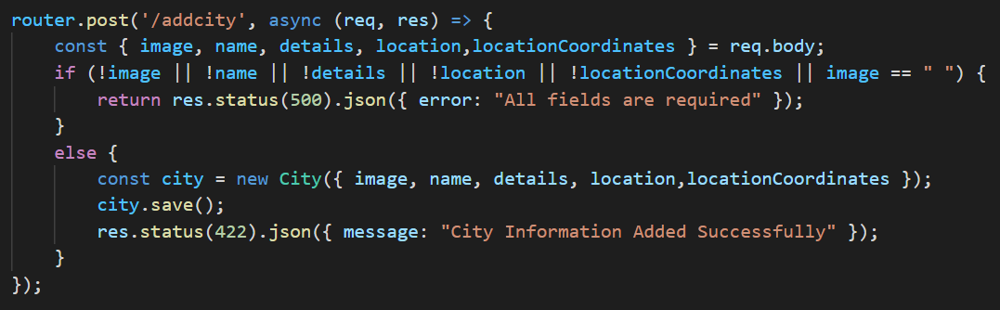 router.post('/addcity', async (req, res) => {
    const { image, name, details, location,locationCoordinates } = req.body;
    if (!image || !name || !details || !location || !locationCoordinates || image == " ") {
        return res.status(500).json({ error: "All fields are required" });
    }
    else {
        const city = new City({ image, name, details, location,locationCoordinates });
        city.save();
        res.status(422).json({ message: "City Information Added Successfully" });
    }
});